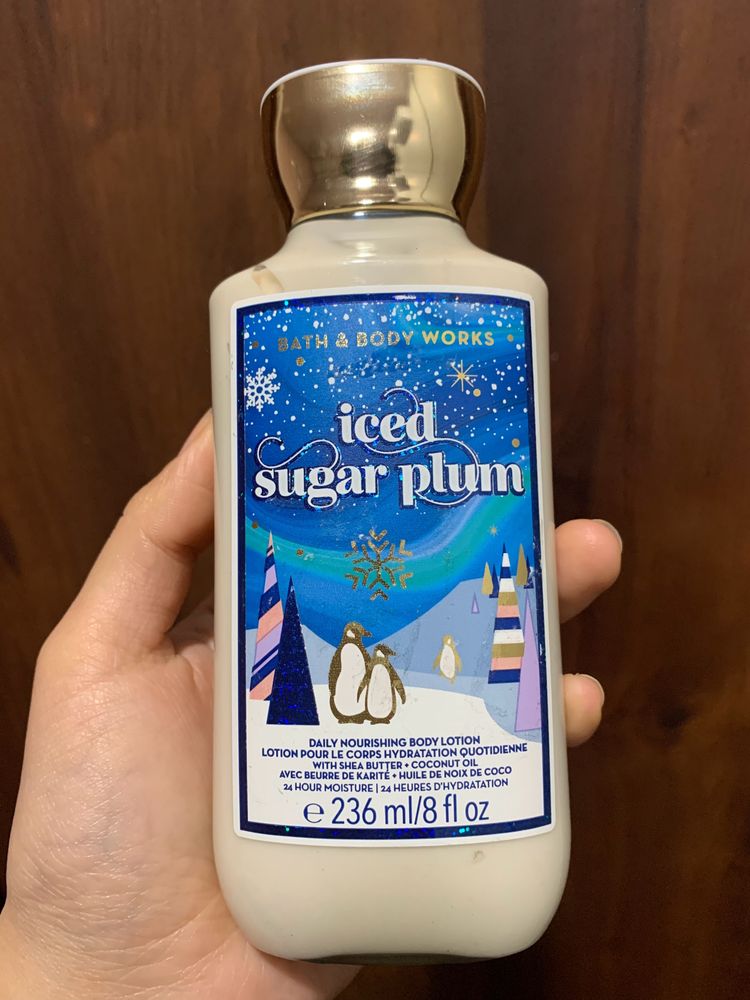 BATH & BODY WORKS
iced
sugar plum
DAILY NOURISHING BODY LOTION
LOTION POUR LE CORPS HYDRATATION QUOTIDIENNE
WITH SHEA BUTTER + COCONUT OIL
AVEC BEURRE DE KARITÉ + HUILE DE NOIX DE COCO
24 HOUR MOISTURE | 24 HEURES D'HYDRATATION
℮ 236 ml/8 fl oz